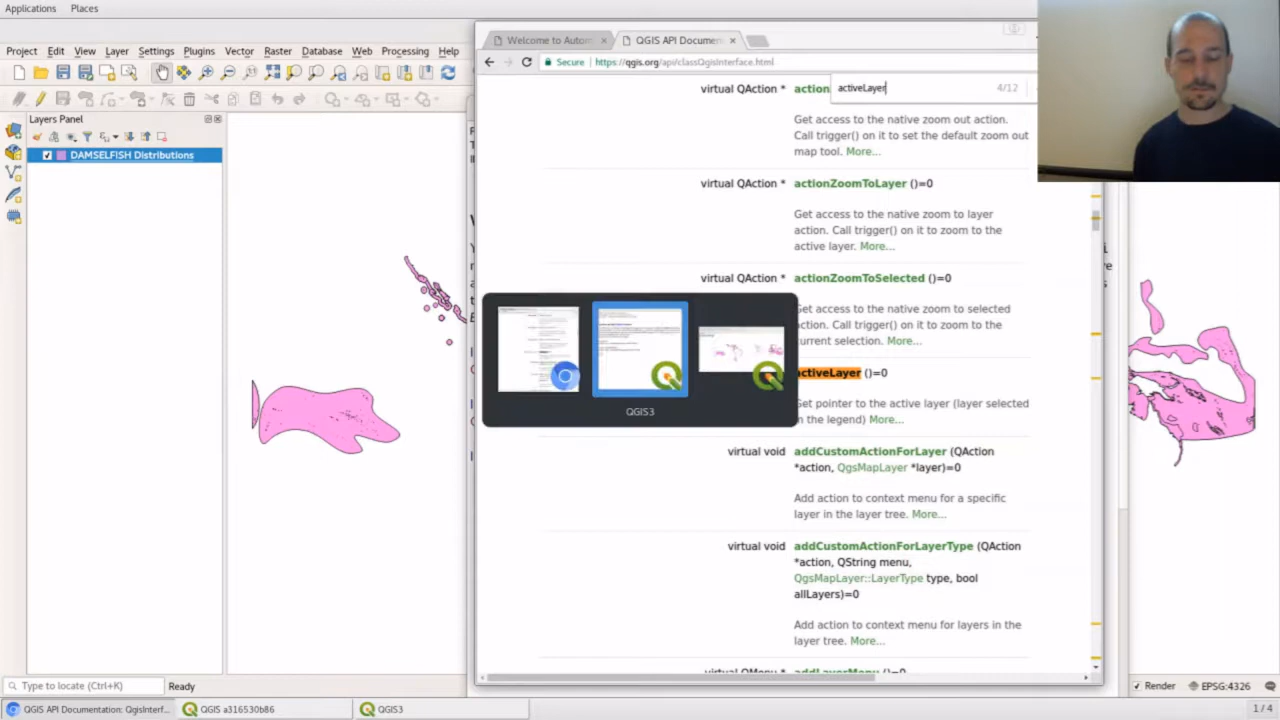 Applications Places
Project Edit View Layer Settings Plugins Vector Raster Database Web Processing Help
Welcome to Autom
QGIS API Documen
Secure https://qgis.org/api/classQgisInterface.html
activeLayer 4/12
Layers Panel
DAMSELFISH Distributions
virtual QAction * action
Get access to the native zoom out action.
Call trigger() on it to set the default zoom out
map tool. More...
virtual QAction * actionZoomToLayer ()=0
Get access to the native zoom to layer
action. Call trigger() on it to zoom to the
active layer. More...
virtual QAction * actionZoomToSelected ()=0
Get access to the native zoom to selected
action. Call trigger() on it to zoom to the
current selection. More...
activeLayer ()=0
Get pointer to the active layer (layer selected
in the legend) More...
QGIS3
virtual void addCustomActionForLayer (QAction
*action, QgsMapLayer *layer)=0
Add action to context menu for a specific
layer in the layer tree. More...
virtual void addCustomActionForLayerType (QAction
*action, QString menu,
QgsMapLayer::LayerType type, bool
allLayers)=0
Add action to context menu for layers in the
layer tree. More...
virtual QMenu * addLayerMenu ()=0
Type to locate (Ctrl+K) Ready
Render EPSG:4326
QGIS API Documentation: QgisInterf... QGIS a316530b86 QGIS3 1 / 4